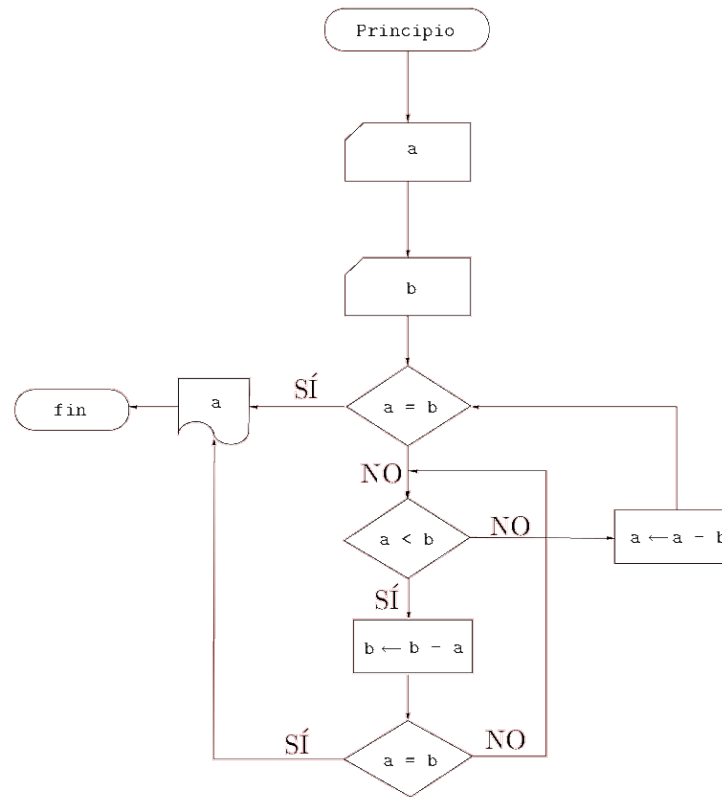 Principio
a
b
a = b
SÍ
a
fin
NO
a < b
NO
a ← a - b
SÍ
b ← b - a
a = b
SÍ
NO